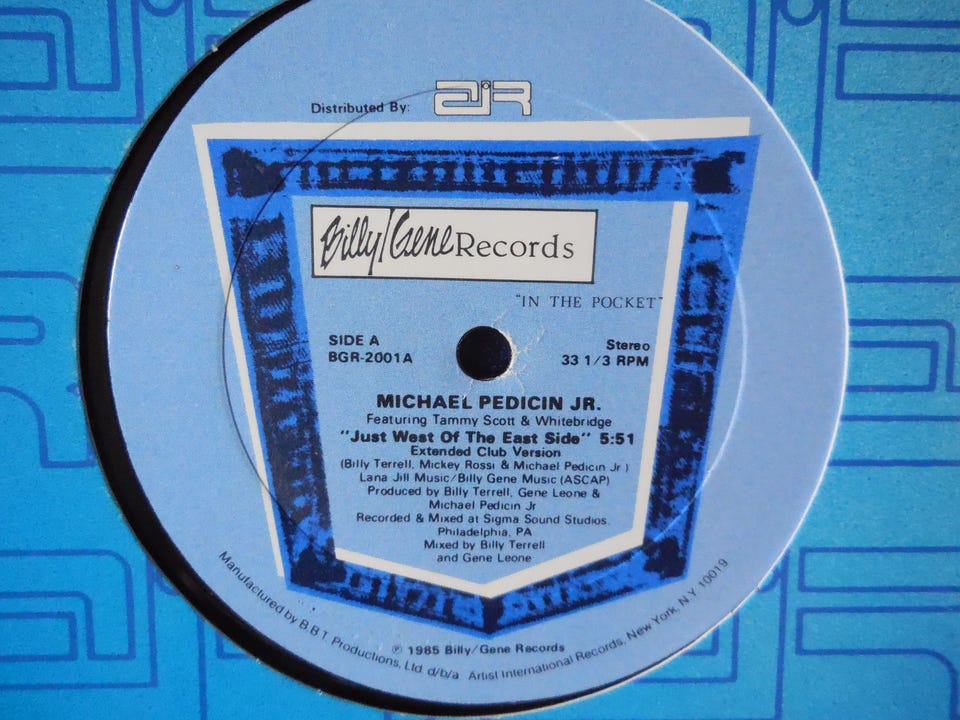 Distributed By: AIR
Billy/Gene Records
"IN THE POCKET"
SIDE A
BGR-2001A
Stereo
33 1/3 RPM
MICHAEL PEDICIN JR.
Featuring Tammy Scott & Whitebridge
"Just West Of The East Side" 5:51
Extended Club Version
(Billy Terrell, Mickey Rossi & Michael Pedicin Jr)
Lana Jill Music/Billy Gene Music (ASCAP)
Produced by Billy Terrell, Gene Leone &
Michael Pedicin Jr
Recorded & Mixed at Sigma Sound Studios.
Philadelphia, PA
Mixed by Billy Terrell
and Gene Leone
℗ 1985 Billy/Gene Records
Manufactured by B.B.T. Productions, Ltd. d/b/a Artist International Records, New York, N.Y. 10019